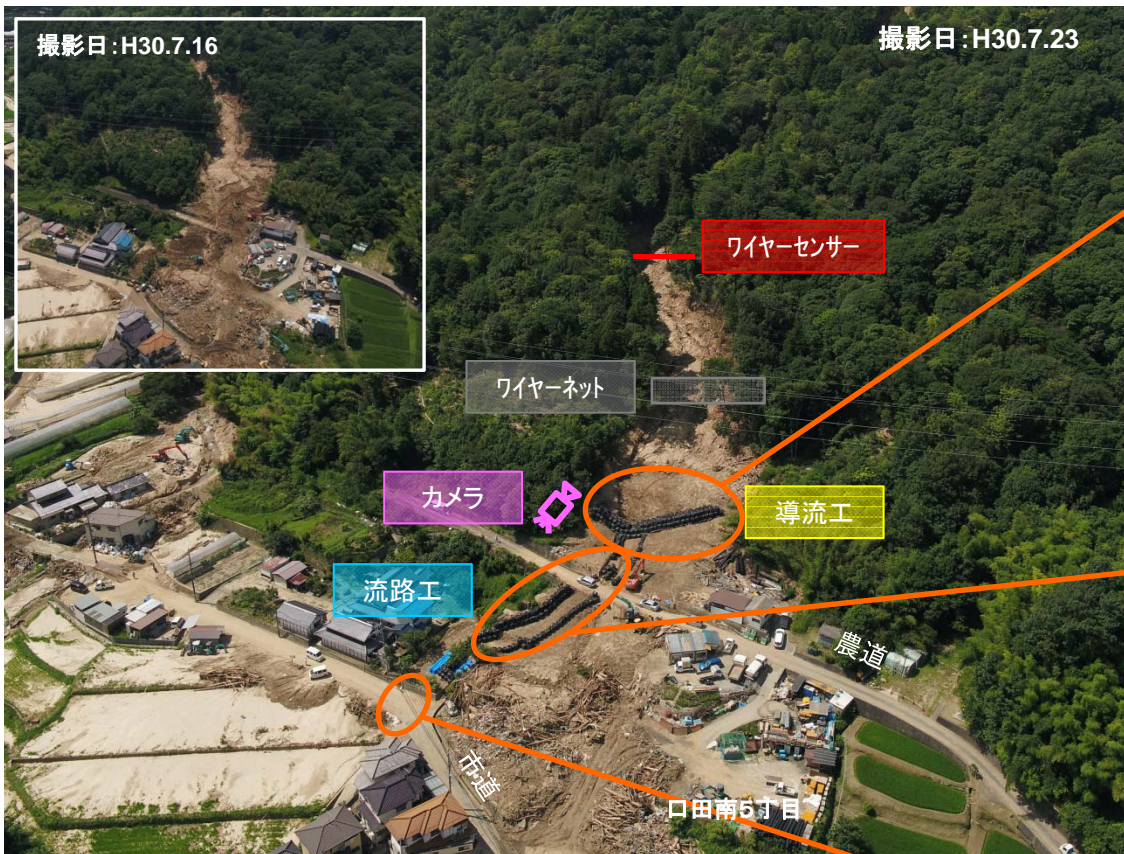 撮影日:H30.7.16
撮影日:H30.7.23
ワイヤーセンサー
ワイヤーネット
カメラ
導流工
流路工
農道
市道
口田南5丁目